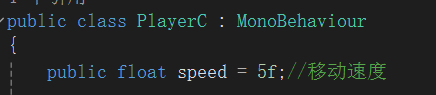 public class PlayerC : MonoBehaviour
{
public float speed = 5f;//移动速度